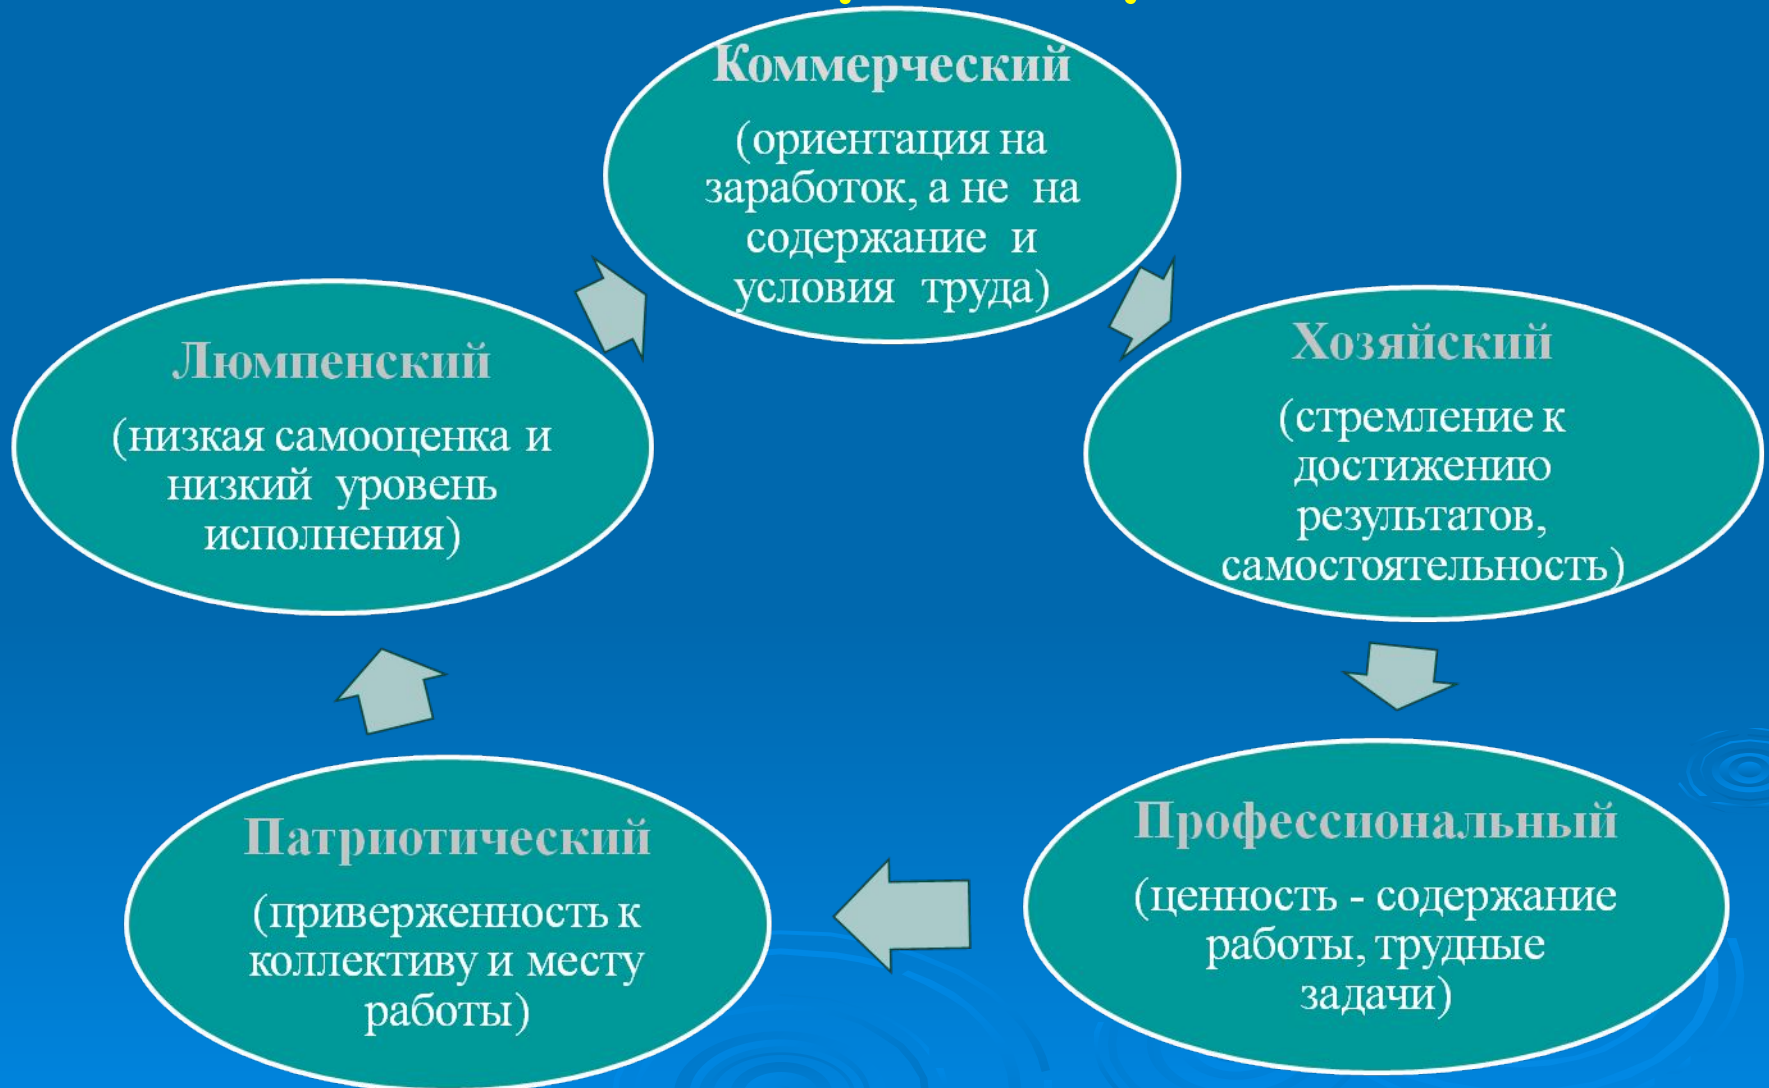 Коммерческий
(ориентация на
заработок, а не на
содержание и
условия труда)
Хозяйский
(стремление к
достижению
результатов,
самостоятельность)
Профессиональный
(ценность - содержание
работы, трудные
задачи)
Патриотический
(приверженность к
коллективу и месту
работы)
Люмпенский
(низкая самооценка и
низкий уровень
исполнения)